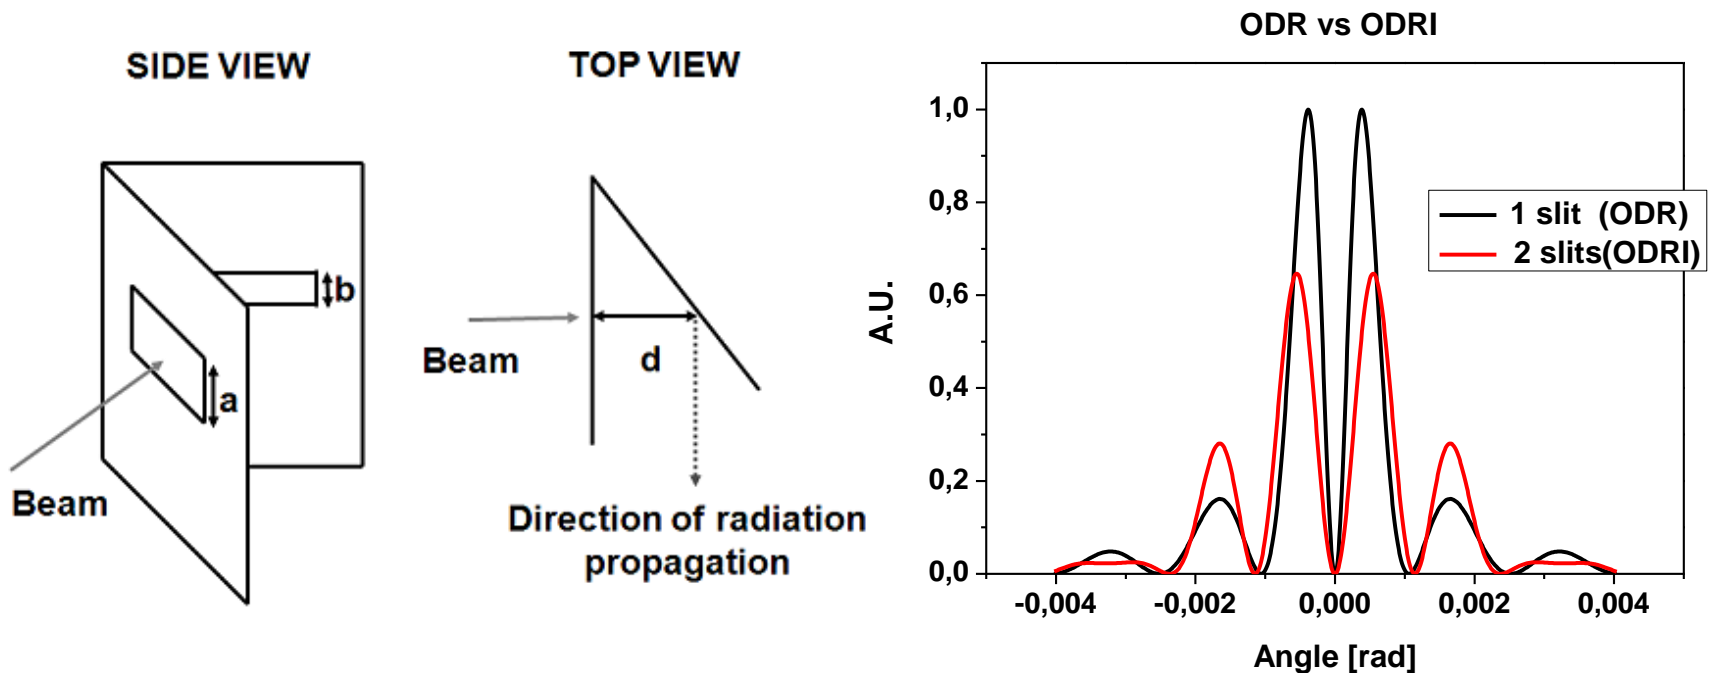 SIDE VIEW
b
a
Beam
TOP VIEW
Beam
d
Direction of radiation
propagation
ODR vs ODRI
1,0
0,8
0,6
0,4
0,2
0,0
A.U.
1 slit (ODR)
2 slits(ODRI)
-0,004 -0,002 0,000 0,002 0,004
Angle [rad]